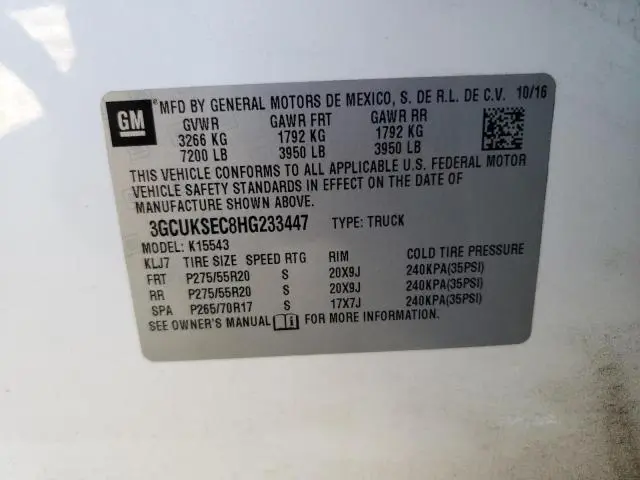 GM ®MFD BY GENERAL MOTORS DE MEXICO, S. DE R.L. DE C.V. 10/16
GVWR GAWR FRT GAWR RR
3266 KG 1792 KG 1792 KG
7200 LB 3950 LB 3950 LB
THIS VEHICLE CONFORMS TO ALL APPLICABLE U.S. FEDERAL MOTOR
VEHICLE SAFETY STANDARDS IN EFFECT ON THE DATE OF
MANUFACTURE SHOWN ABOVE.
3GCUKSEC8HG233447 TYPE: TRUCK
MODEL: K15543
KLJ7 TIRE SIZE SPEED RTG RIM COLD TIRE PRESSURE
FRT P275/55R20 S 20X9J 240KPA(35PSI)
RR P275/55R20 S 20X9J 240KPA(35PSI)
SPA P265/70R17 S 17X7J 240KPA(35PSI)
SEE OWNER'S MANUAL FOR MORE INFORMATION.